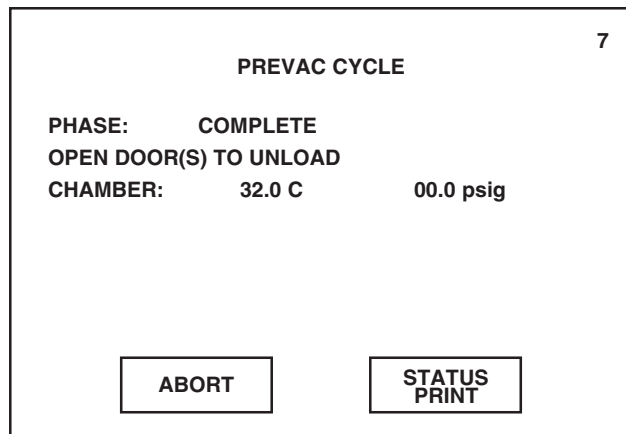 7
PREVAC CYCLE
PHASE: COMPLETE
OPEN DOOR(S) TO UNLOAD
CHAMBER: 32.0 C 00.0 psig
ABORT
STATUS
PRINT